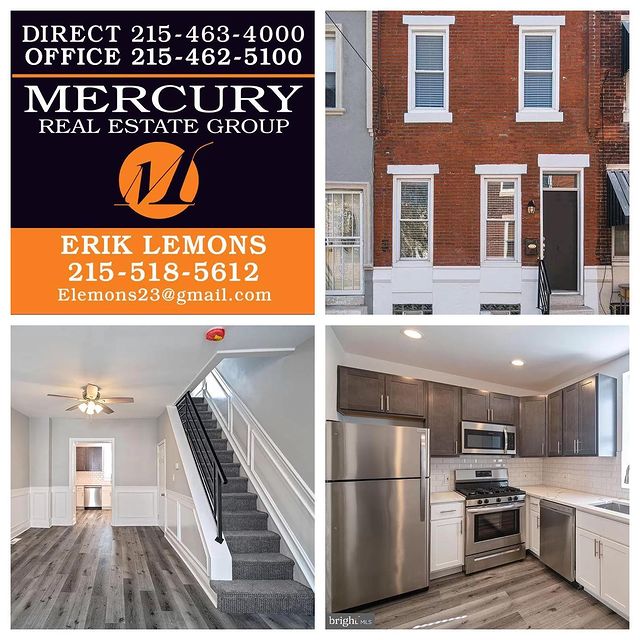 DIRECT 215-463-4000
OFFICE 215-462-5100
MERCURY
REAL ESTATE GROUP
M
ERIK LEMONS
215-518-5612
Elemons23@gmail.com
bright MLS